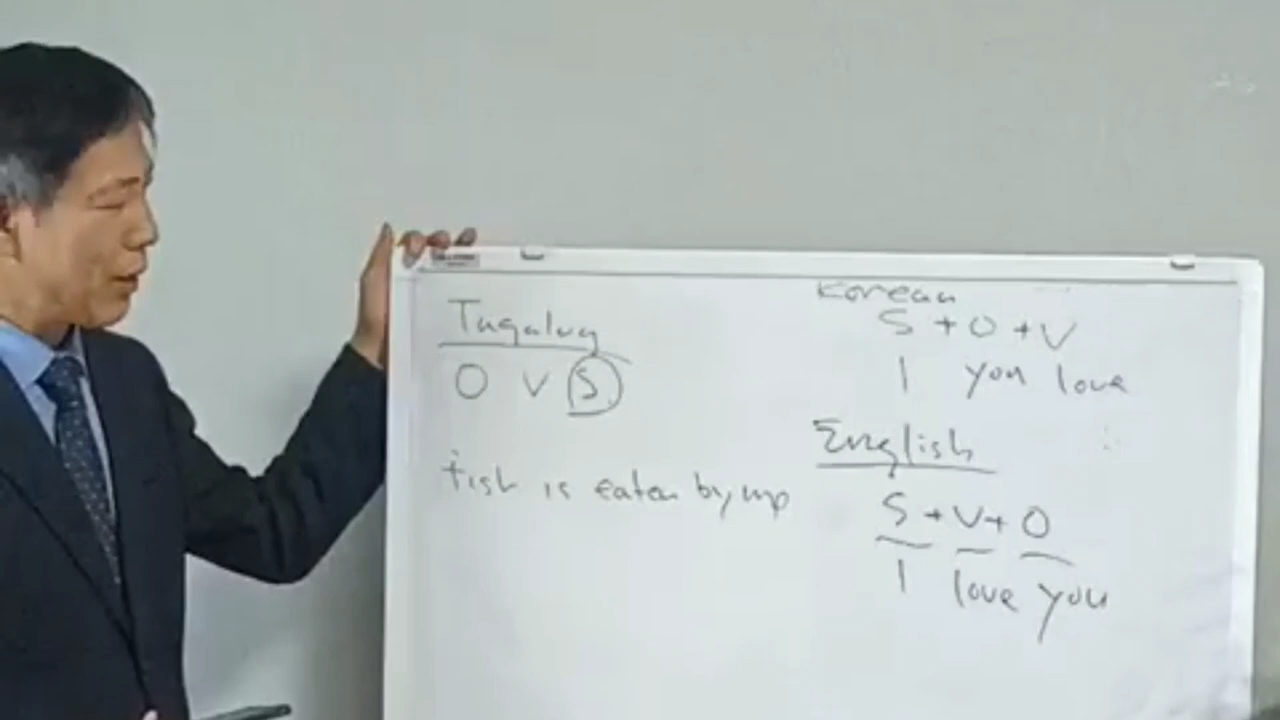 Tagalog
O V S
fish is eaten by me
Korean
S + O + V
I you love
English
S + V + O
I love you